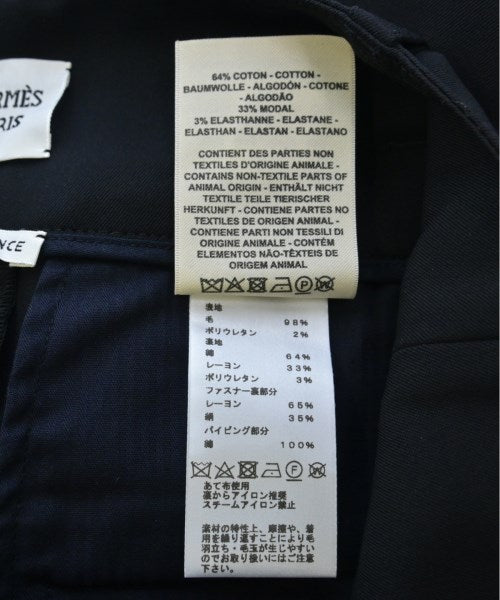 RMÈS
RIS
NCE
64% COTON - COTTON -
BAUMWOLLE - ALGODÓN - COTONE
- ALGODÃO
33% MODAL
3% ELASTHANNE - ELASTANE -
ELASTHAN - ELASTAN - ELASTANO
CONTIENT DES PARTIES NON
TEXTILES D'ORIGINE ANIMALE -
CONTAINS NON-TEXTILE PARTS OF
ANIMAL ORIGIN - ENTHÄLT NICHT
TEXTILE TEILE TIERISCHER
HERKUNFT - CONTIENE PARTES NO
TEXTILES DE ORIGEN ANIMAL -
CONTIENE PARTI NON TESSILI DI
ORIGINE ANIMALE - CONTÉM
ELEMENTOS NÃO-TÊXTEIS DE
ORIGEM ANIMAL
P W
表地
毛 98%
ポリウレタン 2%
裏地
綿 64%
レーヨン 33%
ポリウレタン 3%
ファスナー裏部分
レーヨン 65%
絹 35%
パイピング部分
綿 100%
F W
あて布使用
裏からアイロン推奨
スチームアイロン禁止
素材の特性上、摩擦や、着
用を繰り返すことにより毛
羽立ち・毛玉が生じやすい
のでお取り扱いにはご注意
下さい。